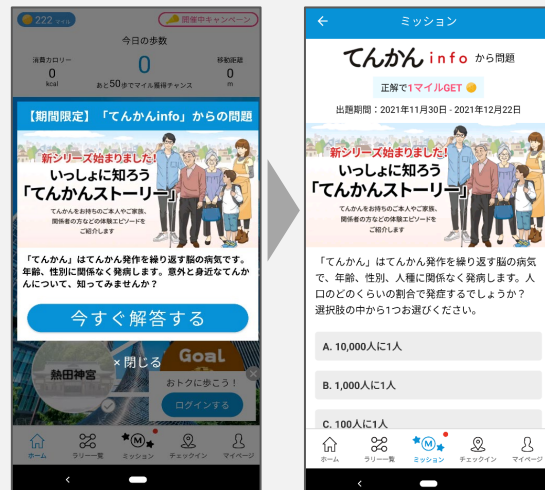 222 マイル
開催中キャンペーン
今日の歩数
消費カロリー
0
kcal
0
あと50歩でマイル獲得チャンス
移動距離
0
m
【期間限定】「てんかんinfo」からの問題
新シリーズ始まりました!
いっしょに知ろう
「てんかんストーリー」
てんかんをお持ちのご本人やご家族、
関係者の方などの体験エピソードを
ご紹介します
「てんかん」はてんかん発作を繰り返す脳の病気です。
年齢、性別に関係なく発病します。意外と身近なてんか
んについて、知ってみませんか？
今すぐ解答する
×閉じる
熱田神宮
Goal
おトクに歩こう！
ログインする
ホーム
ラリー一覧
M
ミッション
チェックイン
マイページ
ミッション
てんかん info から問題
正解で1マイルGET
出題期間：2021年11月30日 - 2021年12月22日
新シリーズ始まりました!
いっしょに知ろう
「てんかんストーリー」
てんかんをお持ちのご本人やご家族、
関係者の方などの体験エピソードを
ご紹介します
「てんかん」はてんかん発作を繰り返す脳の病気
で、年齢、性別、人種に関係なく発病します。人
口のどのくらいの割合で発症するでしょうか？
選択肢の中から1つお選びください。
A. 10,000人に1人
B. 1,000人に1人
C. 100人に1人
ホーム
ラリー一覧
M
ミッション
チェックイン
マイページ